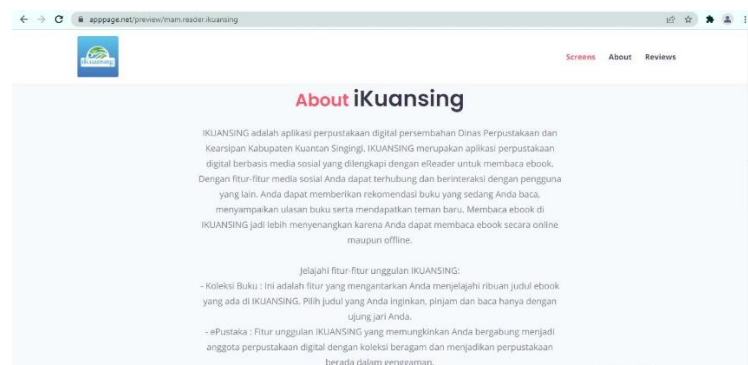 apppage.net/preview/mam.reader.ikuansing
iKuansing
Screens About Reviews
About iKuansing
IKUANSING adalah aplikasi perpustakaan digital persembahan Dinas Perpustakaan dan
Kearsipan Kabupaten Kuantan Singingi. IKUANSING merupakan aplikasi perpustakaan
digital berbasis media sosial yang dilengkapi dengan eReader untuk membaca ebook.
Dengan fitur-fitur media sosial Anda dapat terhubung dan berinteraksi dengan pengguna
yang lain. Anda dapat memberikan rekomendasi buku yang sedang Anda baca,
menyampaikan ulasan buku serta mendapatkan teman baru. Membaca ebook di
IKUANSING jadi lebih menyenangkan karena Anda dapat membaca ebook secara online
maupun offline.
Jelajahi fitur-fitur unggulan IKUANSING:
- Koleksi Buku : Ini adalah fitur yang mengantarkan Anda menjelajahi ribuan judul ebook
yang ada di IKUANSING. Pilih judul yang Anda inginkan, pinjam dan baca hanya dengan
ujung jari Anda.
- ePustaka : Fitur unggulan IKUANSING yang memungkinkan Anda bergabung menjadi
anggota perpustakaan digital dengan koleksi beragam dan menjadikan perpustakaan
berada dalam genggaman.